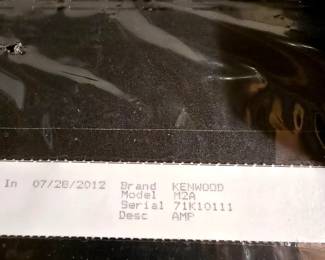 In 07/28/2012 Brand KENWOOD
Model M2A
Serial 71K10111
Desc AMP